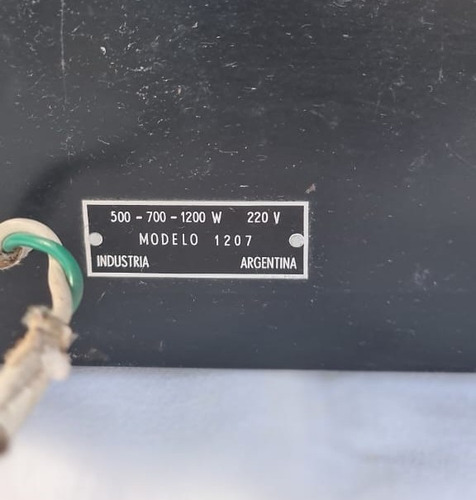 500 - 700 - 1200 W 220 V
MODELO 1207
INDUSTRIA ARGENTINA